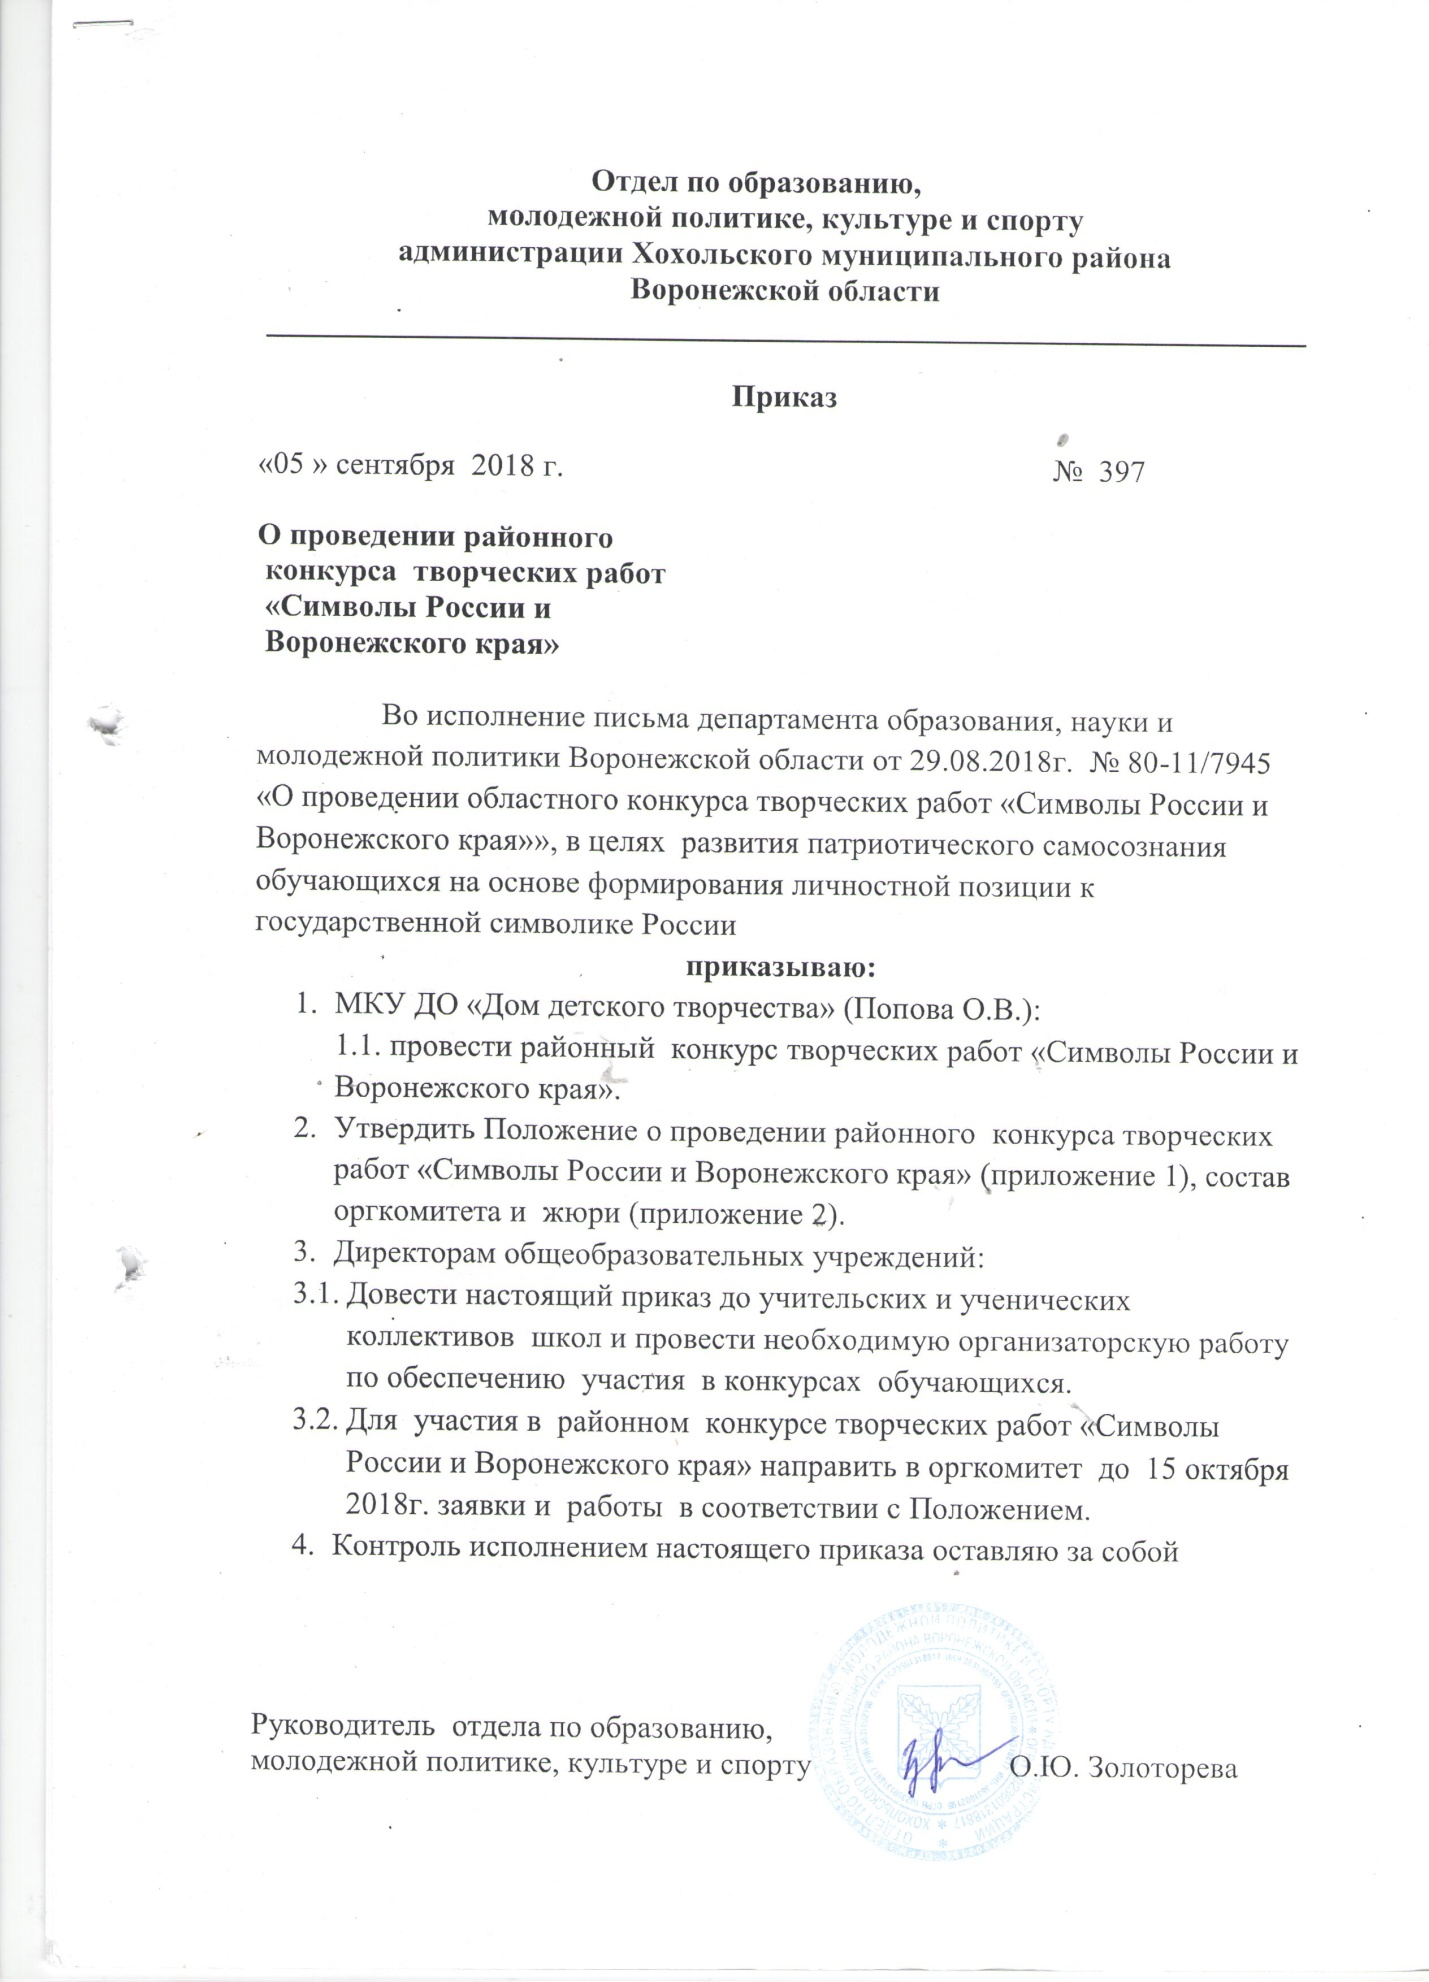 Отдел по образованию,
молодежной политике, культуре и спорту
администрации Хохольского муниципального района
Воронежской области
Приказ
«05 » сентября 2018 г. № 397
О проведении районного
конкурса творческих работ
«Символы России и
Воронежского края»
Во исполнение письма департамента образования, науки и
молодежной политики Воронежской области от 29.08.2018г. № 80-11/7945
«О проведении областного конкурса творческих работ «Символы России и
Воронежского края»», в целях развития патриотического самосознания
обучающихся на основе формирования личностной позиции к
государственной символике России
приказываю:
1. МКУ ДО «Дом детского творчества» (Попова О.В.):
1.1. провести районный конкурс творческих работ «Символы России и
Воронежского края».
2. Утвердить Положение о проведении районного конкурса творческих
работ «Символы России и Воронежского края» (приложение 1), состав
оргкомитета и жюри (приложение 2).
3. Директорам общеобразовательных учреждений:
3.1. Довести настоящий приказ до учительских и ученических
коллективов школ и провести необходимую организаторскую работу
по обеспечению участия в конкурсах обучающихся.
3.2. Для участия в районном конкурсе творческих работ «Символы
России и Воронежского края» направить в оргкомитет до 15 октября
2018г. заявки и работы в соответствии с Положением.
4. Контроль исполнением настоящего приказа оставляю за собой
Руководитель отдела по образованию,
молодежной политике, культуре и спорту О.Ю. Золоторева